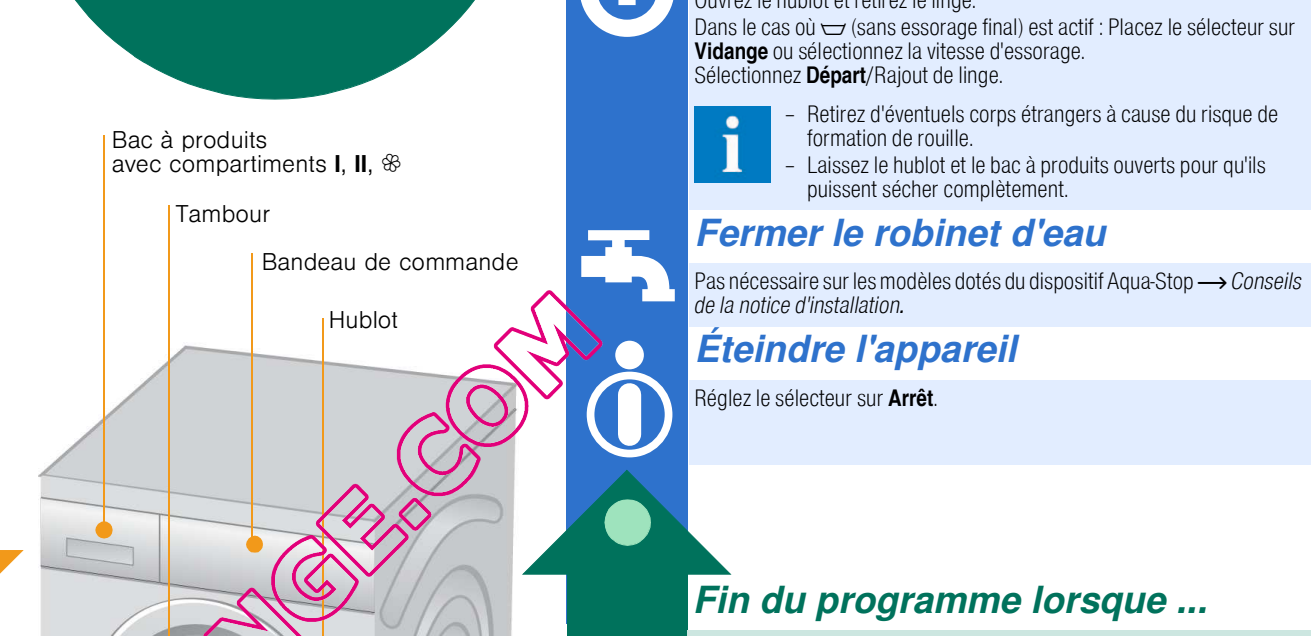 Bac à produits
avec compartiments I, II,
Tambour
Bandeau de commande
Hublot
NGE.COM
Ouvrez le hublot et retirez le linge.
Dans le cas où (sans essorage final) est actif : Placez le sélecteur sur
Vidange ou sélectionnez la vitesse d'essorage.
Sélectionnez Départ/Rajout de linge.
i
– Retirez d'éventuels corps étrangers à cause du risque de
formation de rouille.
– Laissez le hublot et le bac à produits ouverts pour qu'ils
puissent sécher complètement.
Fermer le robinet d'eau
Pas nécessaire sur les modèles dotés du dispositif Aqua-Stop ⟶ Conseils
de la notice d'installation.
Éteindre l'appareil
Réglez le sélecteur sur Arrêt.
Fin du programme lorsque ...